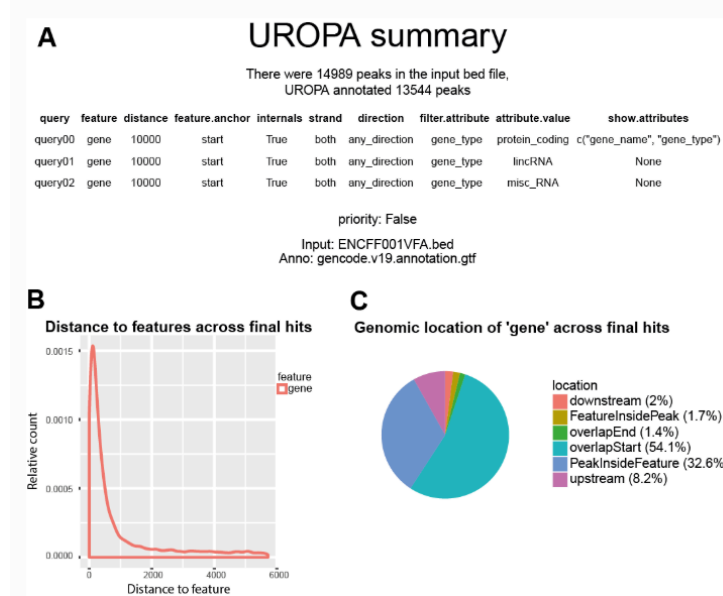 A
UROPA summary
There were 14989 peaks in the input bed file,
UROPA annotated 13544 peaks
query feature distance feature.anchor internals strand direction filter.attribute attribute.value show.attributes
query00 gene 10000 start True both any_direction gene_type protein_coding c("gene_name", "gene_type")
query01 gene 10000 start True both any_direction gene_type lincRNA None
query02 gene 10000 start True both any_direction gene_type misc_RNA None
priority: False
Input: ENCFF001VFA.bed
Anno: gencode.v19.annotation.gtf
B
Distance to features across final hits
0.0015
0.0010
0.0005
0.0000
Relative count
0 2000 4000 6000
Distance to feature
feature
gene
C
Genomic location of 'gene' across final hits
location
downstream (2%)
FeatureInsidePeak (1.7%)
overlapEnd (1.4%)
overlapStart (54.1%)
PeakInsideFeature (32.6%
upstream (8.2%)